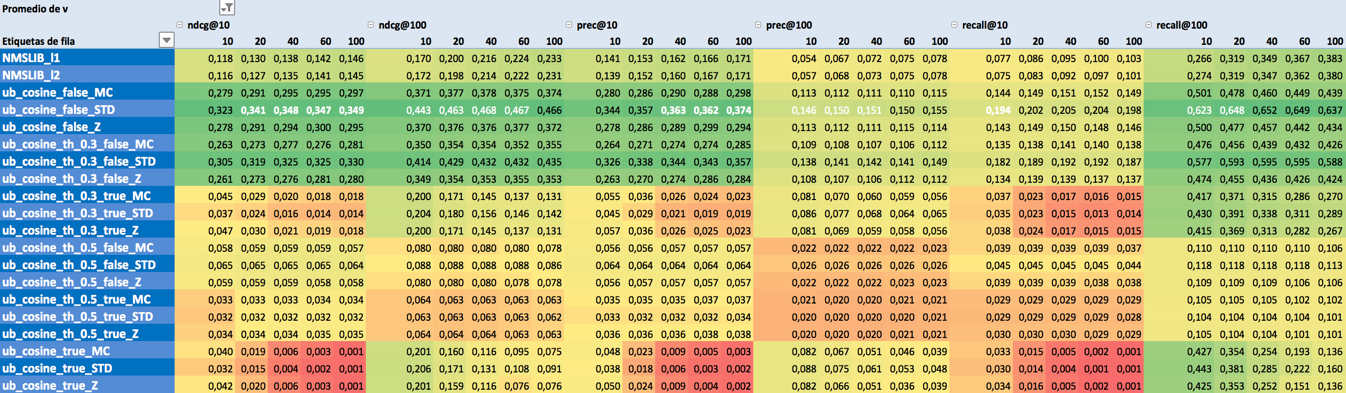 Promedio de v
ndcg@10 ndcg@100 prec@10 prec@100 recall@10 recall@100
Etiquetas de fila 10 20 40 60 100 10 20 40 60 100 10 20 40 60 100 10 20 40 60 100 10 20 40 60 100 10 20 40 60 100
NMSLIB_l1 0,118 0,130 0,138 0,142 0,146 0,170 0,200 0,216 0,224 0,233 0,141 0,153 0,162 0,166 0,171 0,054 0,067 0,072 0,075 0,078 0,077 0,086 0,095 0,100 0,103 0,266 0,319 0,349 0,367 0,383
NMSLIB_l2 0,116 0,127 0,135 0,141 0,145 0,172 0,198 0,214 0,222 0,231 0,139 0,152 0,160 0,167 0,171 0,057 0,068 0,073 0,075 0,078 0,075 0,083 0,092 0,097 0,101 0,274 0,319 0,347 0,362 0,380
ub_cosine_false_MC 0,279 0,291 0,295 0,295 0,297 0,371 0,377 0,378 0,375 0,374 0,280 0,286 0,290 0,288 0,298 0,113 0,112 0,111 0,110 0,115 0,144 0,149 0,151 0,152 0,149 0,501 0,478 0,460 0,449 0,439
ub_cosine_false_STD 0,323 0,341 0,348 0,347 0,349 0,443 0,463 0,468 0,467 0,466 0,344 0,357 0,363 0,362 0,374 0,146 0,150 0,151 0,150 0,155 0,194 0,202 0,205 0,204 0,198 0,623 0,648 0,652 0,649 0,637
ub_cosine_false_Z 0,278 0,291 0,294 0,300 0,295 0,370 0,376 0,376 0,377 0,372 0,278 0,286 0,289 0,299 0,294 0,113 0,112 0,111 0,115 0,114 0,143 0,149 0,150 0,148 0,146 0,500 0,477 0,457 0,442 0,434
ub_cosine_th_0.3_false_MC 0,263 0,273 0,277 0,276 0,281 0,350 0,354 0,354 0,352 0,355 0,264 0,271 0,274 0,274 0,285 0,109 0,108 0,107 0,106 0,112 0,135 0,138 0,141 0,140 0,138 0,476 0,456 0,439 0,432 0,426
ub_cosine_th_0.3_false_STD 0,305 0,319 0,325 0,325 0,330 0,414 0,429 0,432 0,432 0,435 0,326 0,338 0,344 0,343 0,357 0,138 0,141 0,142 0,141 0,149 0,182 0,189 0,192 0,192 0,187 0,577 0,593 0,595 0,595 0,588
ub_cosine_th_0.3_false_Z 0,261 0,273 0,276 0,281 0,280 0,349 0,354 0,353 0,355 0,353 0,263 0,270 0,274 0,286 0,284 0,108 0,107 0,106 0,112 0,112 0,134 0,139 0,139 0,137 0,137 0,474 0,455 0,436 0,426 0,424
ub_cosine_th_0.3_true_MC 0,045 0,029 0,020 0,018 0,018 0,200 0,171 0,145 0,137 0,131 0,055 0,036 0,026 0,024 0,023 0,081 0,070 0,060 0,059 0,056 0,037 0,023 0,017 0,016 0,015 0,417 0,371 0,315 0,286 0,270
ub_cosine_th_0.3_true_STD 0,037 0,024 0,016 0,014 0,014 0,204 0,180 0,156 0,146 0,142 0,045 0,029 0,021 0,019 0,019 0,086 0,077 0,068 0,064 0,065 0,035 0,023 0,015 0,013 0,014 0,430 0,391 0,338 0,311 0,289
ub_cosine_th_0.3_true_Z 0,047 0,030 0,021 0,019 0,018 0,200 0,171 0,145 0,137 0,131 0,057 0,036 0,026 0,025 0,023 0,081 0,069 0,059 0,058 0,056 0,038 0,024 0,017 0,015 0,015 0,415 0,369 0,313 0,282 0,267
ub_cosine_th_0.5_false_MC 0,058 0,059 0,059 0,059 0,057 0,080 0,080 0,080 0,080 0,078 0,056 0,056 0,057 0,057 0,057 0,022 0,022 0,022 0,022 0,023 0,039 0,039 0,039 0,039 0,037 0,110 0,110 0,110 0,110 0,106
ub_cosine_th_0.5_false_STD 0,065 0,065 0,065 0,065 0,064 0,088 0,088 0,088 0,088 0,086 0,064 0,064 0,064 0,064 0,064 0,026 0,026 0,026 0,026 0,026 0,045 0,045 0,045 0,045 0,044 0,118 0,118 0,118 0,118 0,113
ub_cosine_th_0.5_false_Z 0,059 0,059 0,059 0,058 0,058 0,080 0,080 0,080 0,078 0,078 0,056 0,057 0,057 0,057 0,057 0,022 0,022 0,022 0,023 0,023 0,039 0,039 0,039 0,038 0,038 0,109 0,109 0,109 0,106 0,106
ub_cosine_th_0.5_true_MC 0,033 0,033 0,033 0,034 0,034 0,064 0,063 0,063 0,063 0,063 0,035 0,035 0,035 0,037 0,037 0,021 0,020 0,020 0,021 0,021 0,029 0,029 0,029 0,029 0,029 0,105 0,105 0,105 0,102 0,102
ub_cosine_th_0.5_true_STD 0,032 0,032 0,032 0,032 0,032 0,063 0,063 0,063 0,063 0,062 0,034 0,034 0,034 0,034 0,035 0,020 0,020 0,020 0,020 0,021 0,029 0,029 0,029 0,029 0,028 0,104 0,104 0,104 0,104 0,101
ub_cosine_th_0.5_true_Z 0,034 0,034 0,034 0,035 0,035 0,064 0,064 0,064 0,063 0,063 0,036 0,036 0,036 0,038 0,038 0,020 0,020 0,020 0,021 0,021 0,030 0,030 0,030 0,029 0,029 0,105 0,104 0,104 0,101 0,101
ub_cosine_true_MC 0,040 0,019 0,006 0,003 0,001 0,201 0,160 0,116 0,095 0,075 0,048 0,023 0,009 0,005 0,003 0,082 0,067 0,051 0,046 0,039 0,033 0,015 0,005 0,002 0,001 0,427 0,354 0,254 0,193 0,136
ub_cosine_true_STD 0,032 0,015 0,004 0,002 0,001 0,206 0,171 0,131 0,108 0,091 0,038 0,018 0,006 0,003 0,002 0,088 0,075 0,061 0,053 0,048 0,030 0,014 0,004 0,001 0,001 0,443 0,381 0,285 0,222 0,160
ub_cosine_true_Z 0,042 0,020 0,006 0,003 0,001 0,201 0,159 0,116 0,076 0,076 0,050 0,024 0,009 0,004 0,002 0,082 0,066 0,051 0,036 0,039 0,034 0,016 0,005 0,002 0,001 0,425 0,353 0,252 0,151 0,136